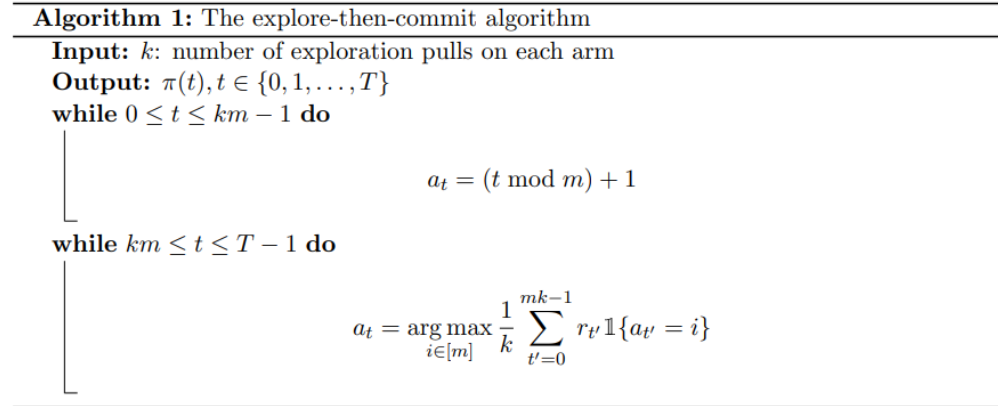 Algorithm 1: The explore-then-commit algorithm
Input: k: number of exploration pulls on each arm
Output: π(t), t ∈ {0, 1, . . . , T}
while 0 ≤ t ≤ km − 1 do
a_t = (t mod m) + 1
while km ≤ t ≤ T − 1 do
a_t = arg max_{i∈[m]} \frac{1}{k} \sum_{t'=0}^{mk−1} r_{t'} 𝟙{a_{t'} = i}